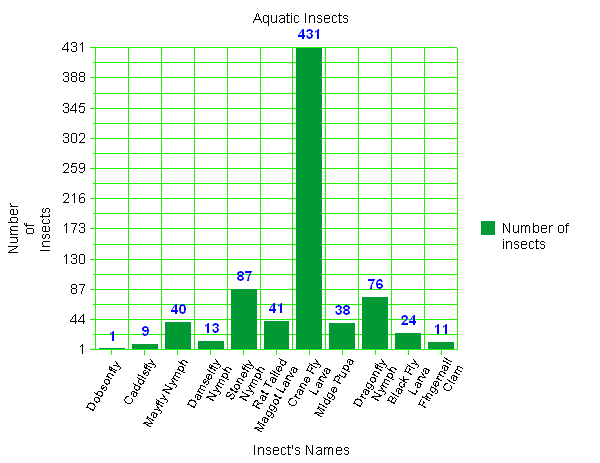 Aquatic Insects
431
388
345
302
259
216
173
130
87
44
1
Number
of
Insects
1
9
40
13
87
41
431
38
76
24
11
Dobsonfly
Caddisfly
Mayfly Nymph
Damselfly
Nymph
Stonefly
Nymph
Rat Tailed
Maggot Larva
Crane Fly
Larva
Midge Pupa
Dragonfly
Nymph
Black Fly
Larva
Fingernail
Clam
Insect's Names
Number of
insects